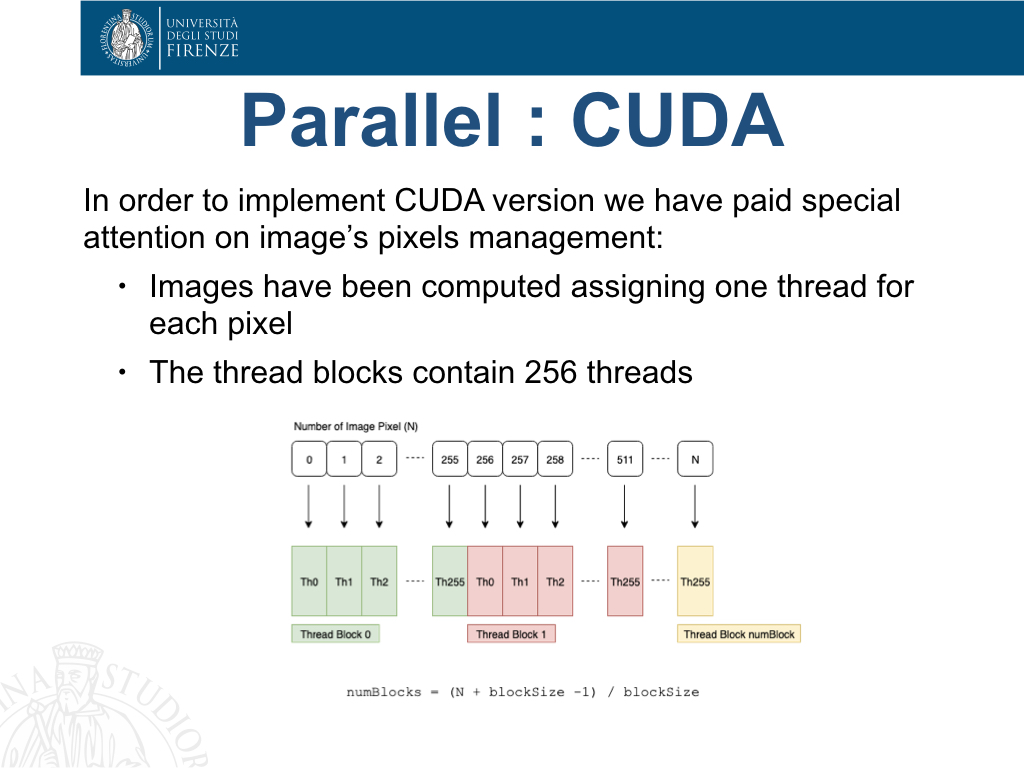 UNIVERSITÀ
DEGLI STUDI
FIRENZE
Parallel : CUDA
In order to implement CUDA version we have paid special
attention on image’s pixels management:
• Images have been computed assigning one thread for
each pixel
• The thread blocks contain 256 threads
Number of Image Pixel (N)
0 1 2 ---- 255 256 257 258 ---- 511 ---- N
Th0 Th1 Th2 ---- Th255 Th0 Th1 Th2 ---- Th255 ---- Th255
Thread Block 0 Thread Block 1 Thread Block numBlock
numBlocks = (N + blockSize -1) / blockSize